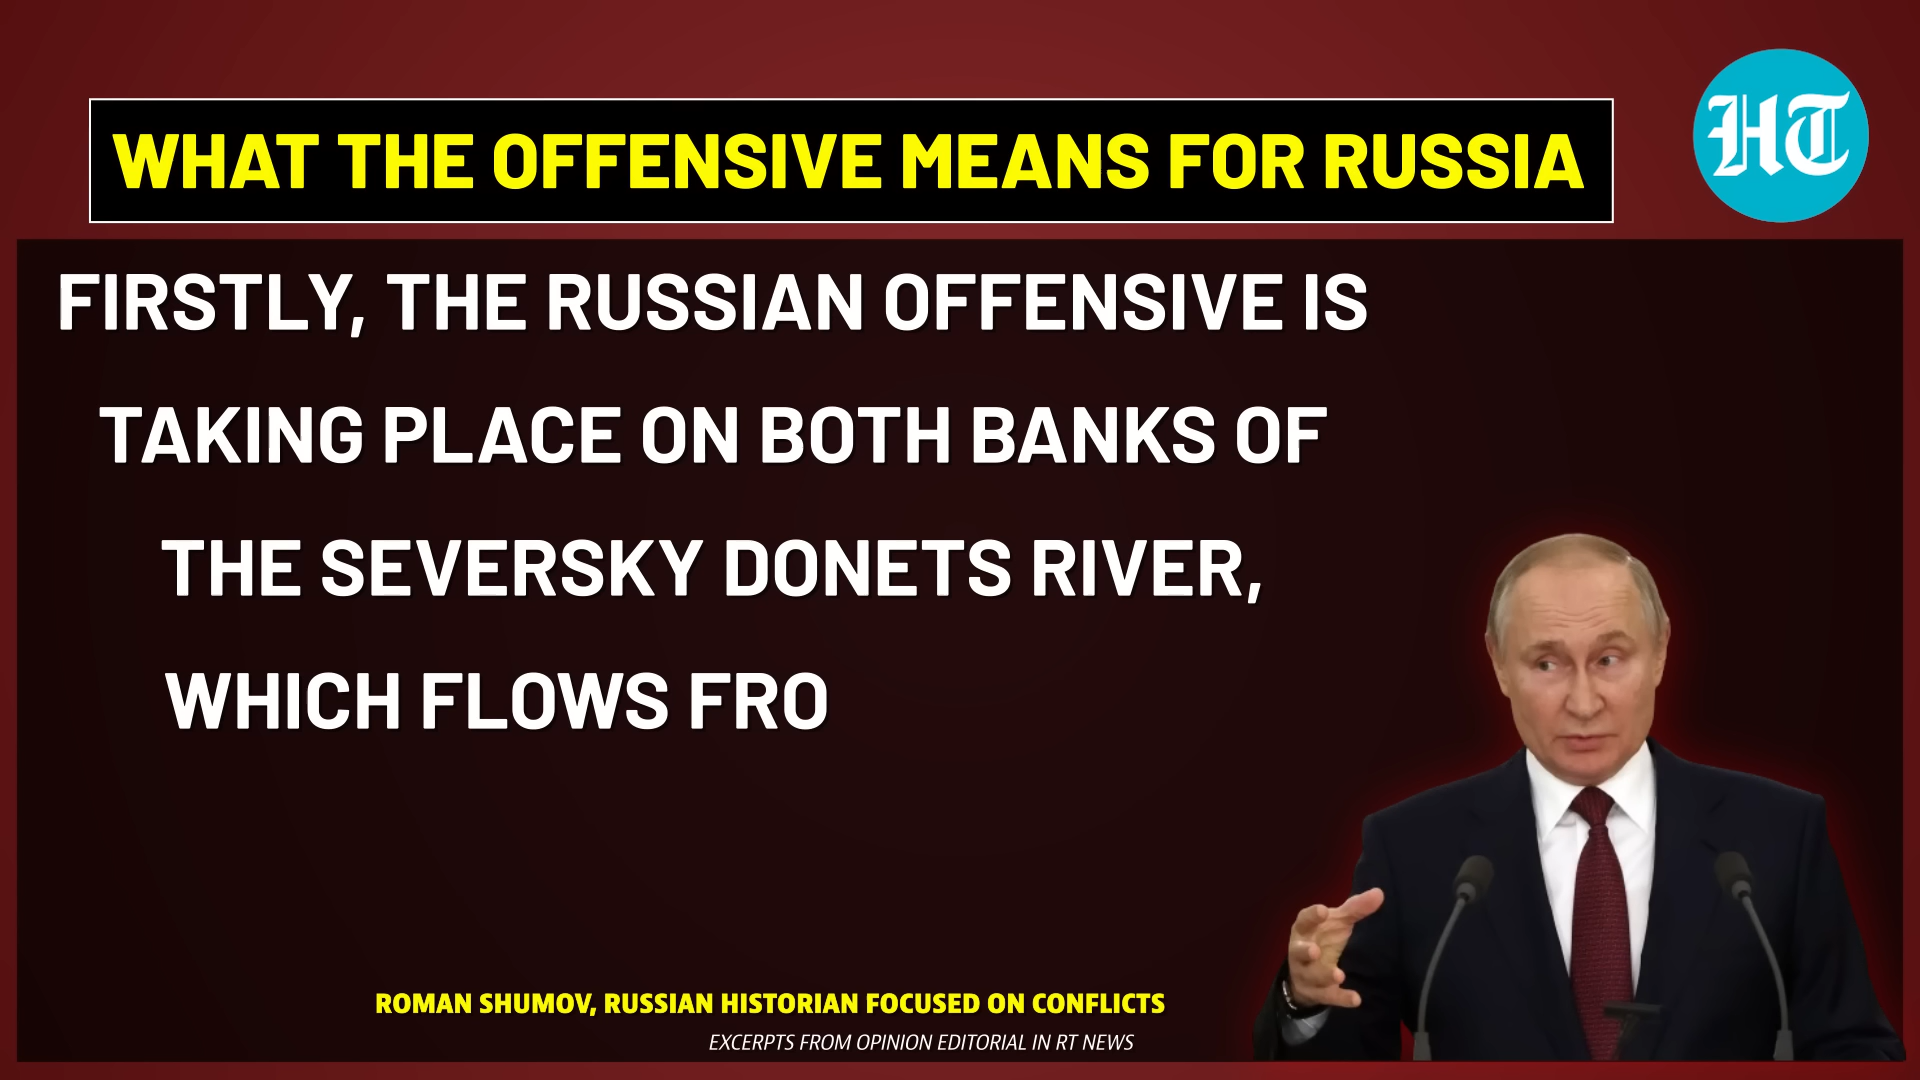 WHAT THE OFFENSIVE MEANS FOR RUSSIA
HT
FIRSTLY, THE RUSSIAN OFFENSIVE IS
TAKING PLACE ON BOTH BANKS OF
THE SEVERSKY DONETS RIVER,
WHICH FLOWS FRO
ROMAN SHUMOV, RUSSIAN HISTORIAN FOCUSED ON CONFLICTS
EXCERPTS FROM OPINION EDITORIAL IN RT NEWS